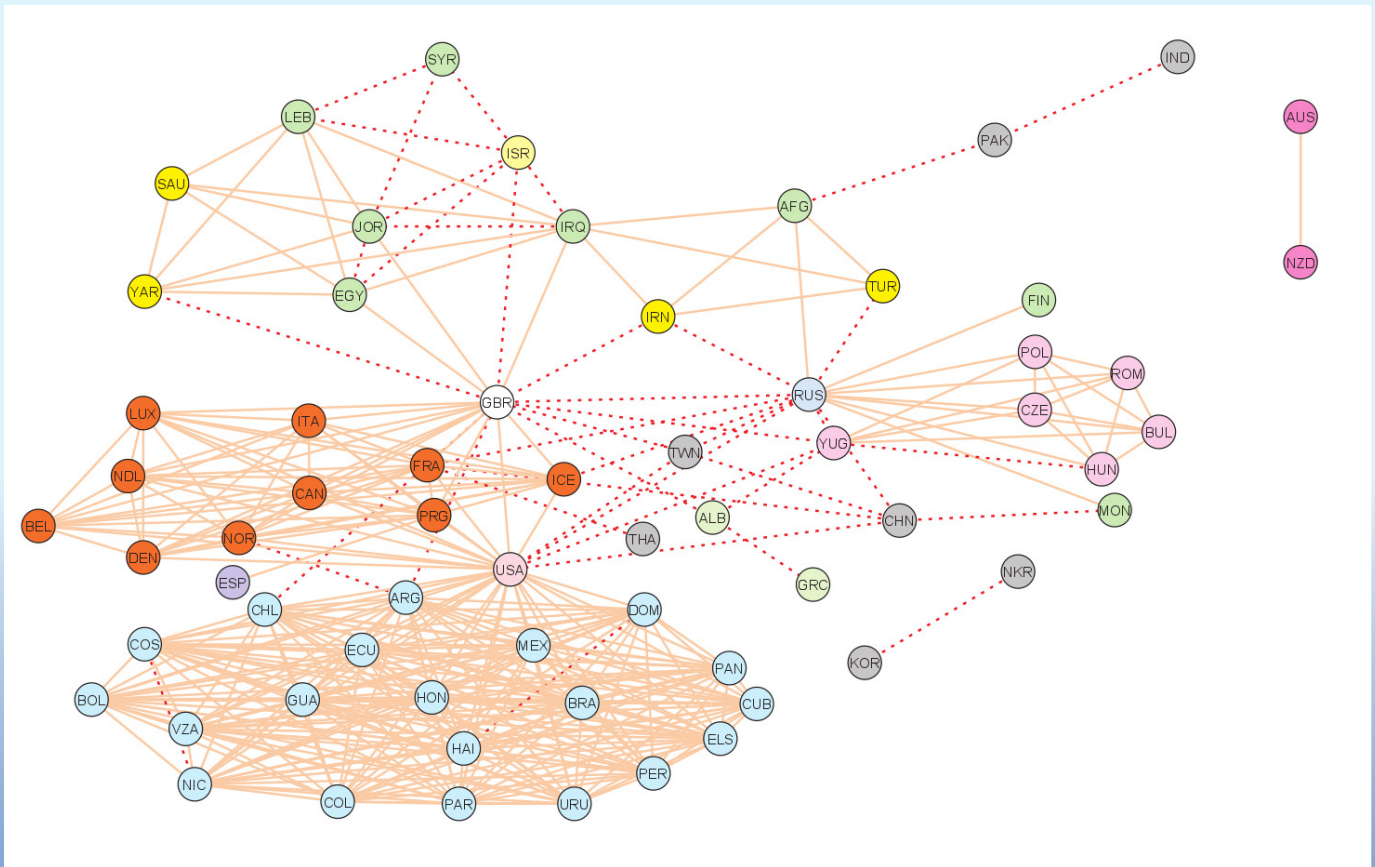 SYR
IND
LEB
AUS
PAK
ISR
SAU
AFG
JOR
IRQ
NZD
TUR
YAR
EGY
FIN
IRN
POL
ROM
RUS
GBR
CZE
LUX
ITA
BUL
YUG
TWN
FRA
HUN
NDL
ICE
CAN
MON
PRG
ALB
CHN
BEL
NOR
THA
DEN
USA
NKR
ESP
GRC
ARG
CHL
DOM
COS
MEX
ECU
KOR
PAN
BOL
GUA
HON
BRA
CUB
VZA
ELS
HAI
PER
NIC
COL
PAR
URU